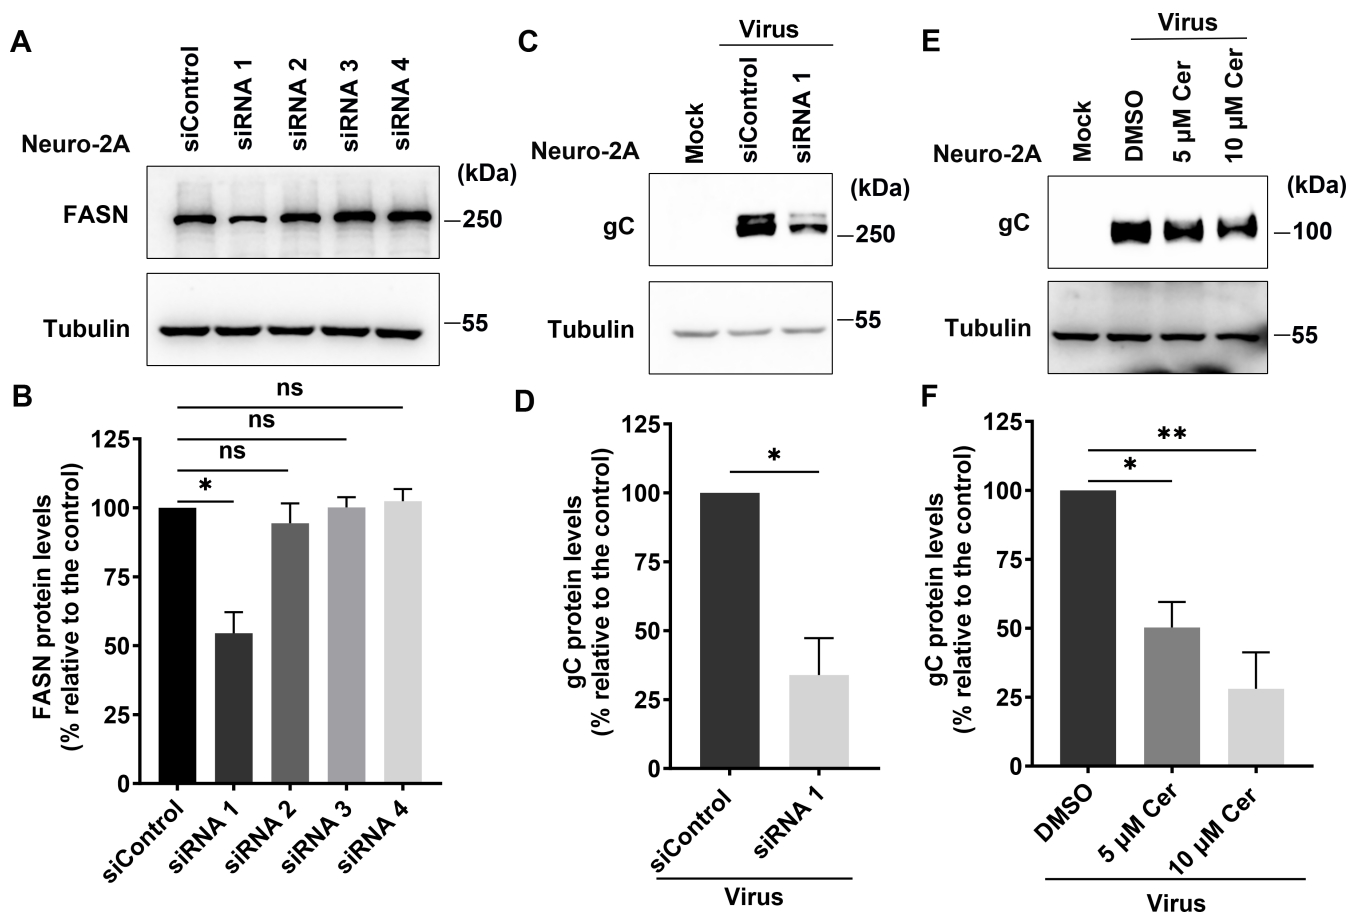 A
siControl
siRNA 1
siRNA 2
siRNA 3
siRNA 4
Neuro-2A
(kDa)
FASN
250
Tubulin
55
B
ns
ns
ns
*
FASN protein levels
(% relative to the control)
125
100
75
50
25
0
siControl
siRNA 1
siRNA 2
siRNA 3
siRNA 4
C
Virus
Mock
siControl
siRNA 1
Neuro-2A
(kDa)
gC
250
Tubulin
55
D
*
gC protein levels
(% relative to the control)
125
100
75
50
25
0
siControl
siRNA 1
Virus
E
Virus
Mock
DMSO
5 µM Cer
10 µM Cer
Neuro-2A
(kDa)
gC
100
Tubulin
55
F
**
*
gC protein levels
(% relative to the control)
125
100
75
50
25
0
DMSO
5 µM Cer
10 µM Cer
Virus